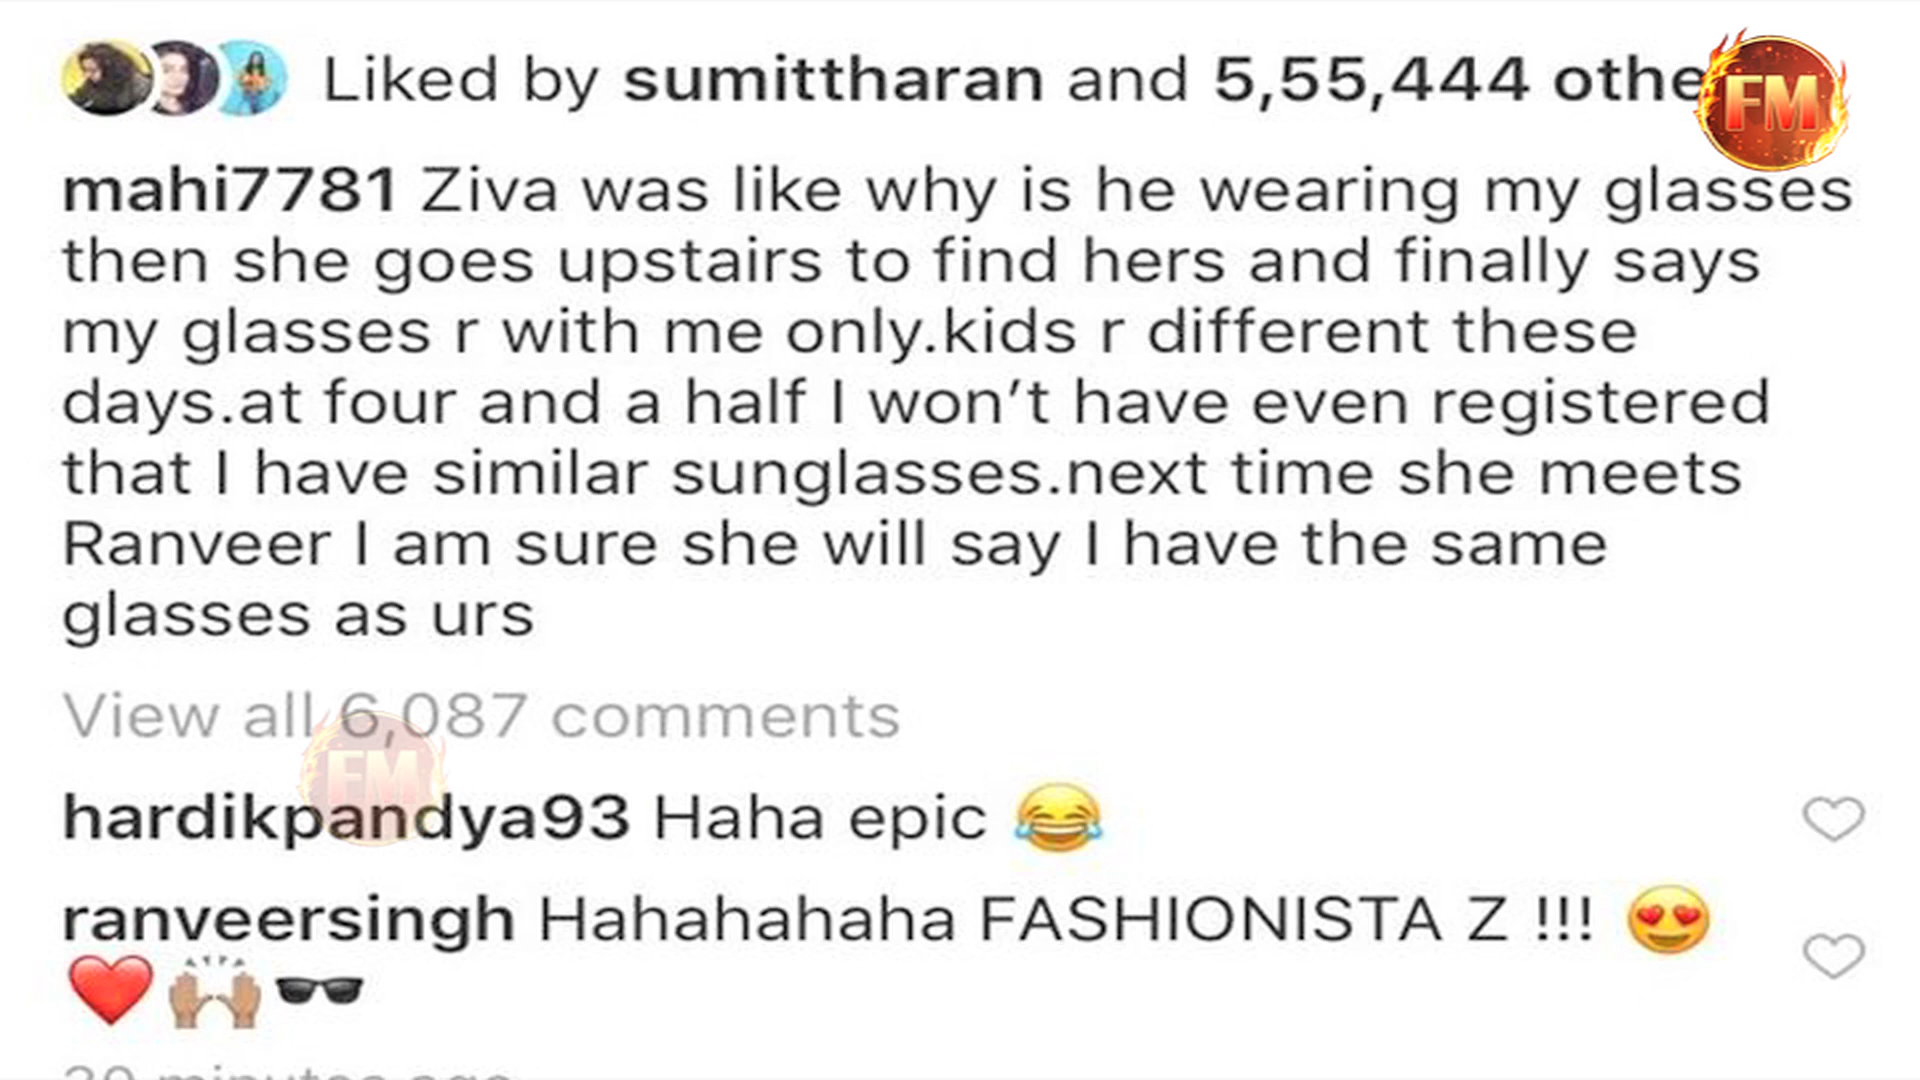 Liked by sumittharan and 5,55,444 othe
FM
mahi7781 Ziva was like why is he wearing my glasses
then she goes upstairs to find hers and finally says
my glasses r with me only.kids r different these
days.at four and a half I won’t have even registered
that I have similar sunglasses.next time she meets
Ranveer I am sure she will say I have the same
glasses as urs
View all 6,087 comments
FM
hardikpandya93 Haha epic 😂
ranveersingh Hahahahaha FASHIONISTA Z !!! 😍
❤️🙌🏽🕶️
minutes ago